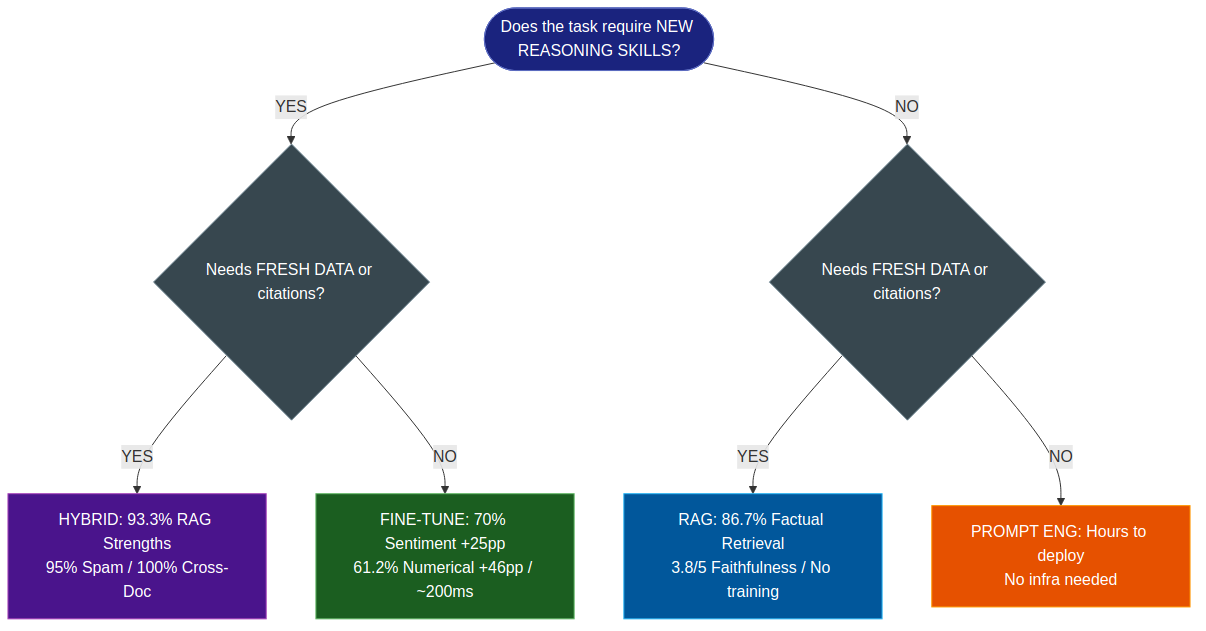 Does the task require NEW
REASONING SKILLS?
YES
NO
Needs FRESH DATA or
citations?
Needs FRESH DATA or
citations?
YES
NO
YES
NO
HYBRID: 93.3% RAG
Strengths
95% Spam / 100% Cross-
Doc
FINE-TUNE: 70%
Sentiment +25pp
61.2% Numerical +46pp /
~200ms
RAG: 86.7% Factual
Retrieval
3.8/5 Faithfulness / No
training
PROMPT ENG: Hours to
deploy
No infra needed